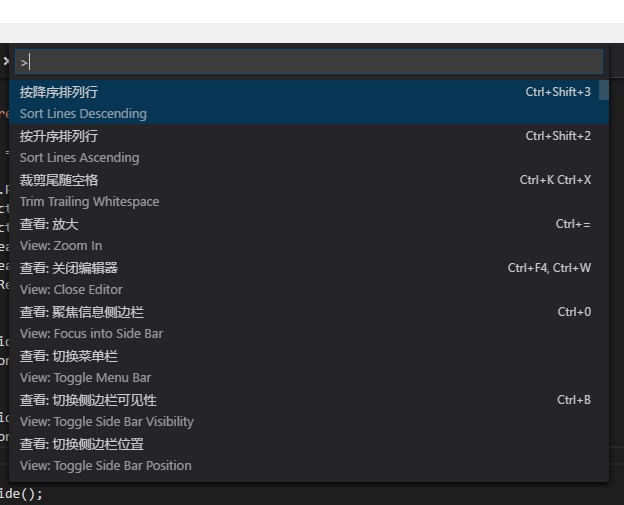 >
按降序排列行 Ctrl+Shift+3
Sort Lines Descending
按升序排列行 Ctrl+Shift+2
Sort Lines Ascending
裁剪尾随空格 Ctrl+K Ctrl+X
Trim Trailing Whitespace
查看: 放大 Ctrl+=
View: Zoom In
查看: 关闭编辑器 Ctrl+F4, Ctrl+W
View: Close Editor
查看: 聚焦信息侧边栏 Ctrl+0
View: Focus into Side Bar
查看: 切换菜单栏
View: Toggle Menu Bar
查看: 切换侧边栏可见性 Ctrl+B
View: Toggle Side Bar Visibility
查看: 切换侧边栏位置
View: Toggle Side Bar Position
ide();